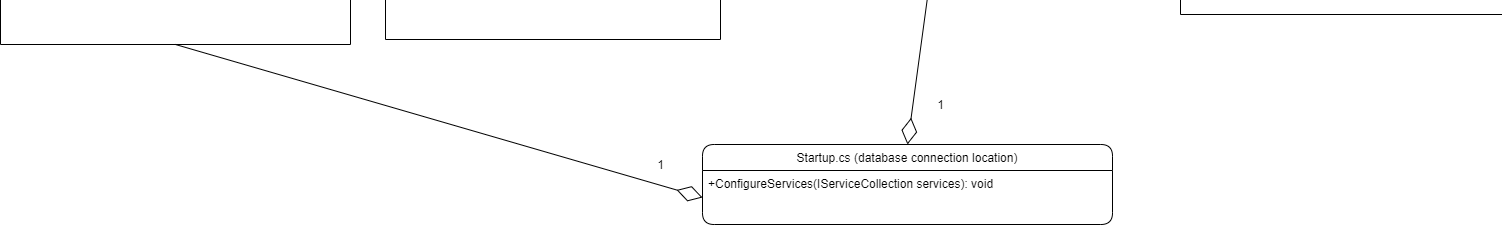 1
1
Startup.cs (database connection location)
+ConfigureServices(IServiceCollection services): void